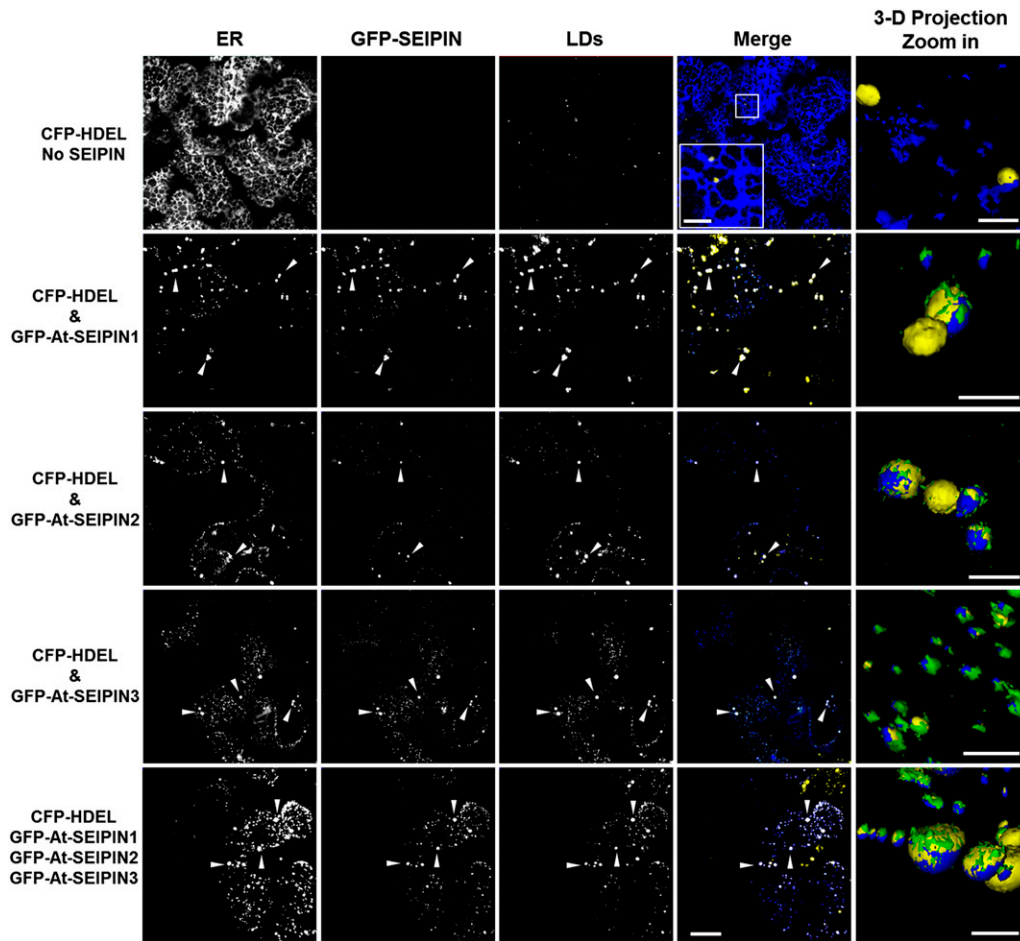 ER
GFP-SEIPIN
LDs
Merge
3-D Projection
Zoom in
CFP-HDEL
No SEIPIN
CFP-HDEL
&
GFP-At-SEIPIN1
CFP-HDEL
&
GFP-At-SEIPIN2
CFP-HDEL
&
GFP-At-SEIPIN3
CFP-HDEL
GFP-At-SEIPIN1
GFP-At-SEIPIN2
GFP-At-SEIPIN3